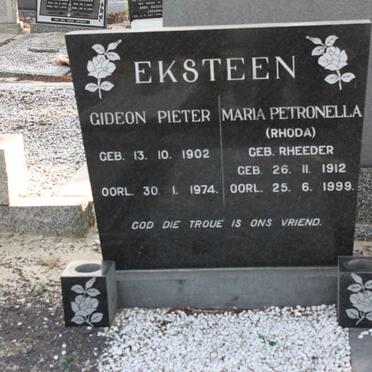 EKSTEEN
GIDEON PIETER
GEB. 13. 10. 1902
OORL. 30. 1. 1974.
MARIA PETRONELLA
(RHODA)
GEB. RHEEDER
GEB. 26. 11. 1912
OORL. 25. 6. 1999.
GOD DIE TROUE IS ONS VRIEND.